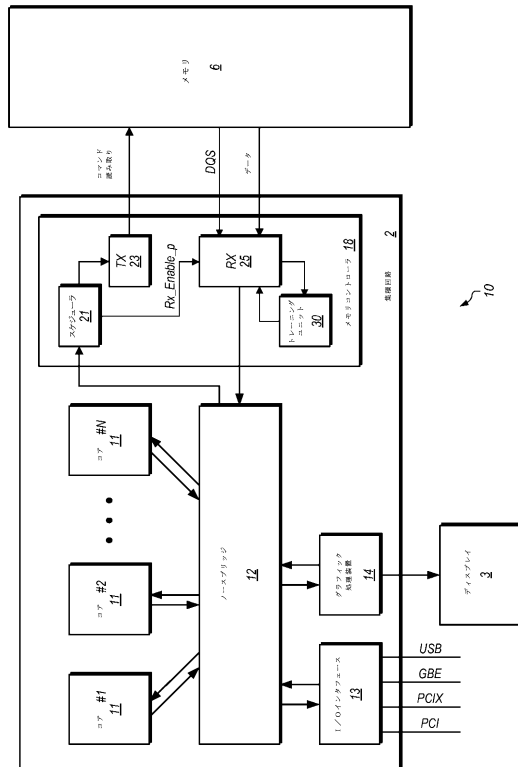 メモリ
6
コマンド
読み取り
DQS
データ
スケジューラ
21
TX
23
Rx_Enable_p
RX
25
トレーニング
ユニット
30
メモリコントローラ 18
集積回路 2
10
コア #1
11
コア #2
11
コア #N
11
ノースブリッジ
12
I/Oインタフェース
13
グラフィック
処理装置
14
ディスプレイ
3
USB
GBE
PCIX
PCI